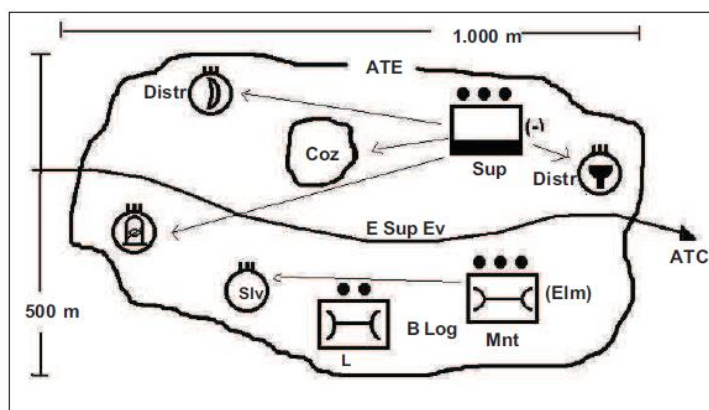 1.000 m
ATE
Distr
(-)
Coz
Sup
Distr
E Sup Ev
ATC
Slv
(Elm)
500 m
B Log
Mnt
L